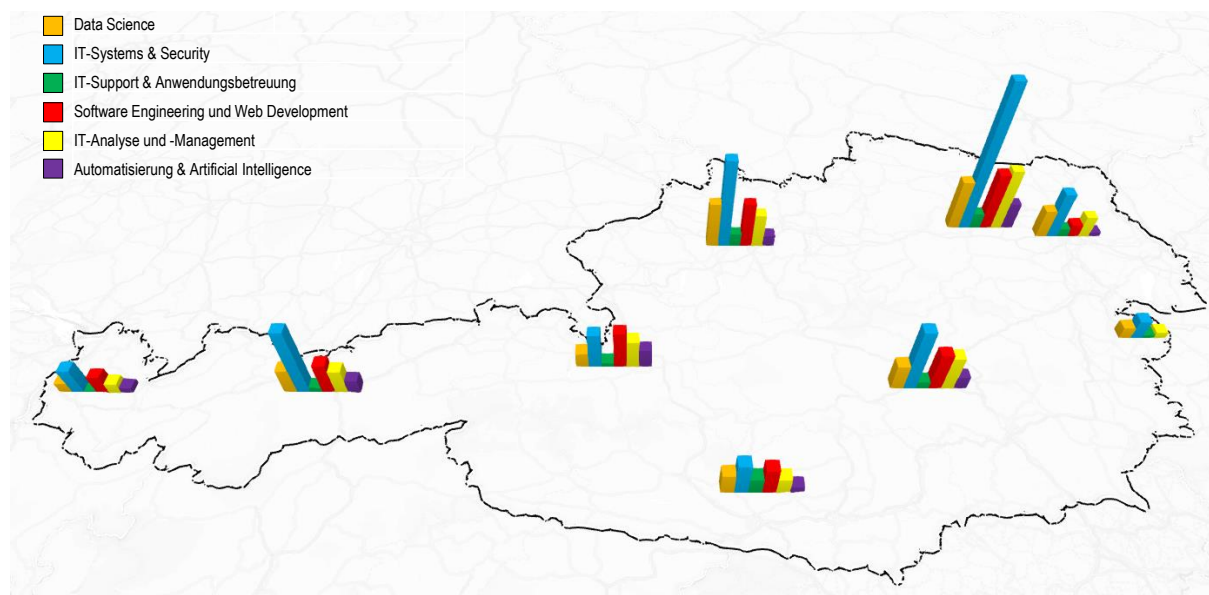 Data Science
IT-Systems & Security
IT-Support & Anwendungsbetreuung
Software Engineering und Web Development
IT-Analyse und -Management
Automatisierung & Artificial Intelligence